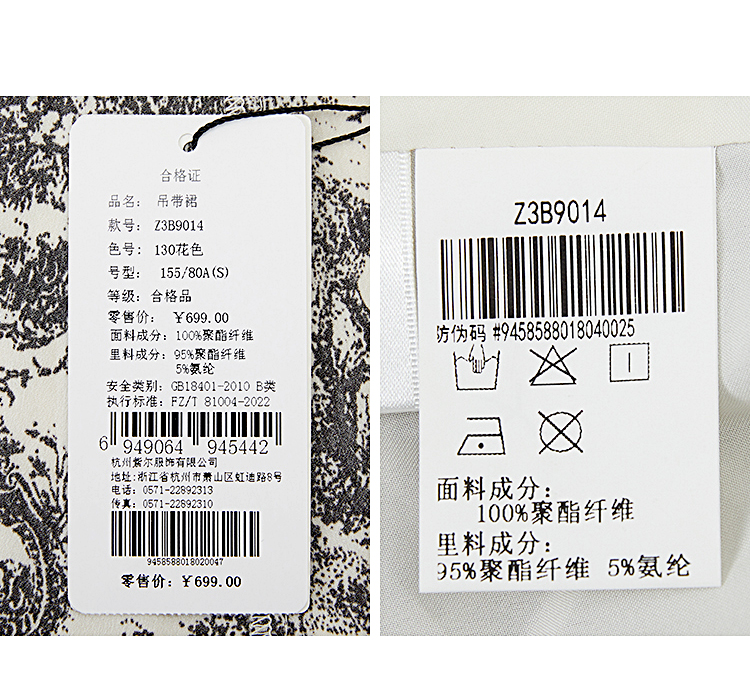 合格证
品名： 吊带裙
款号： Z3B9014
色号： 130花色
号型： 155/80A(S)
等级：合格品
零售价： ￥699.00
面料成分：100%聚酯纤维
里料成分：95%聚酯纤维
5%氨纶
安全类别：GB18401-2010 B类
执行标准：FZ/T 81004-2022
6 949064 945442
杭州紫尔服饰有限公司
地址：浙江省杭州市萧山区虹迪路8号
电话：0571-22892313
传真：0571-22892310
9458588018020047
零售价：￥699.00
Z3B9014
防伪码 #9458588018040025
面料成分：
100%聚酯纤维
里料成分：
95%聚酯纤维 5%氨纶